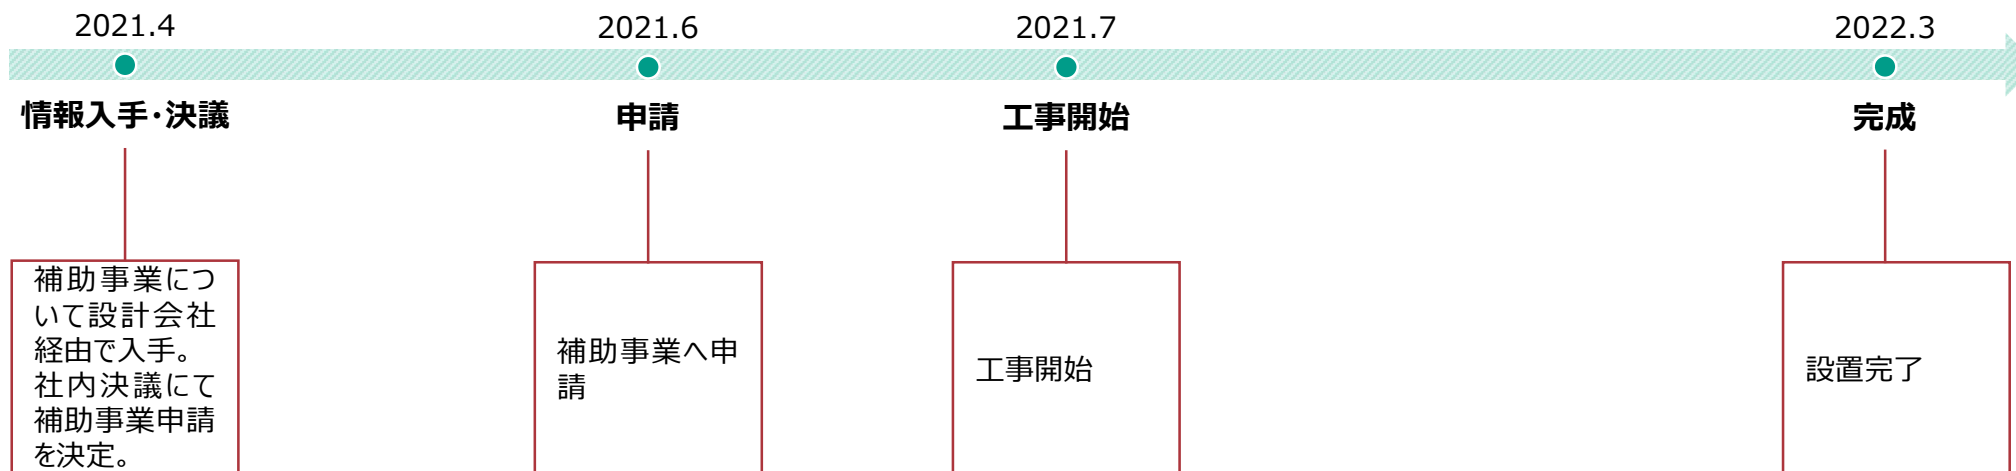 2021.4
2021.6
2021.7
2022.3
情報入手・決議
申請
工事開始
完成
補助事業につ
いて設計会社
経由で入手。
社内決議にて
補助事業申請
を決定。
補助事業へ申
請
工事開始
設置完了